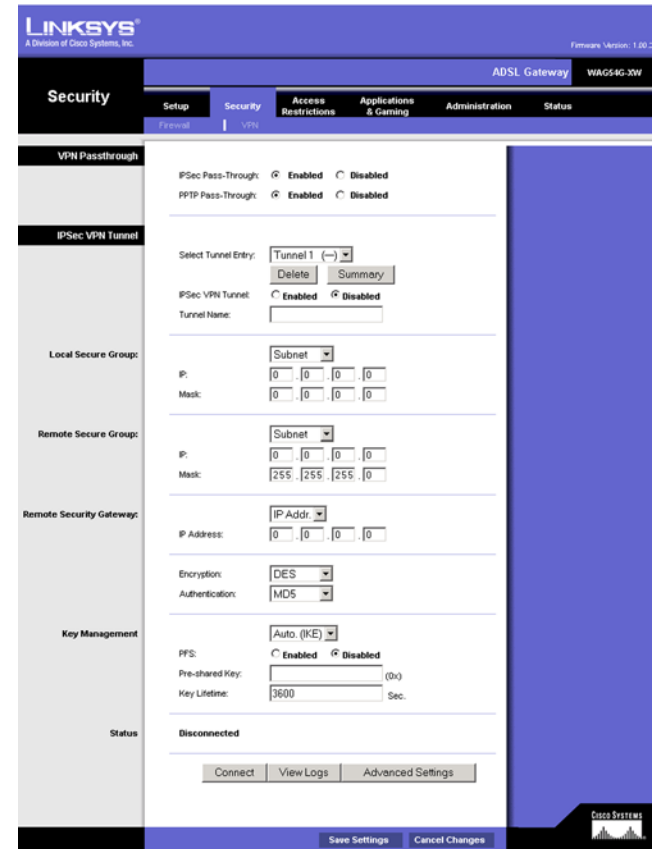 LINKSYS®
A Division of Cisco Systems, Inc.
Firmware Version: 1.00.
ADSL Gateway WAG54G-XW
Security
Setup Security Access Restrictions Applications & Gaming Administration Status
Firewall VPN
VPN Passthrough
IPSec Pass-Through: Enabled Disabled
PPTP Pass-Through: Enabled Disabled
IPSec VPN Tunnel
Select Tunnel Entry: Tunnel 1 (---)
Delete Summary
IPSec VPN Tunnel: Enabled Disabled
Tunnel Name:
Local Secure Group: Subnet
IP: 0 . 0 . 0 . 0
Mask: 0 . 0 . 0 . 0
Remote Secure Group: Subnet
IP: 0 . 0 . 0 . 0
Mask: 255 . 255 . 255 . 0
Remote Security Gateway: IP Addr.
IP Address: 0 . 0 . 0 . 0
Encryption: DES
Authentication: MD5
Key Management Auto. (IKE)
PFS: Enabled Disabled
Pre-shared Key: (0x)
Key Lifetime: 3600 Sec.
Status Disconnected
Connect View Logs Advanced Settings
Save Settings Cancel Changes
CISCO SYSTEMS